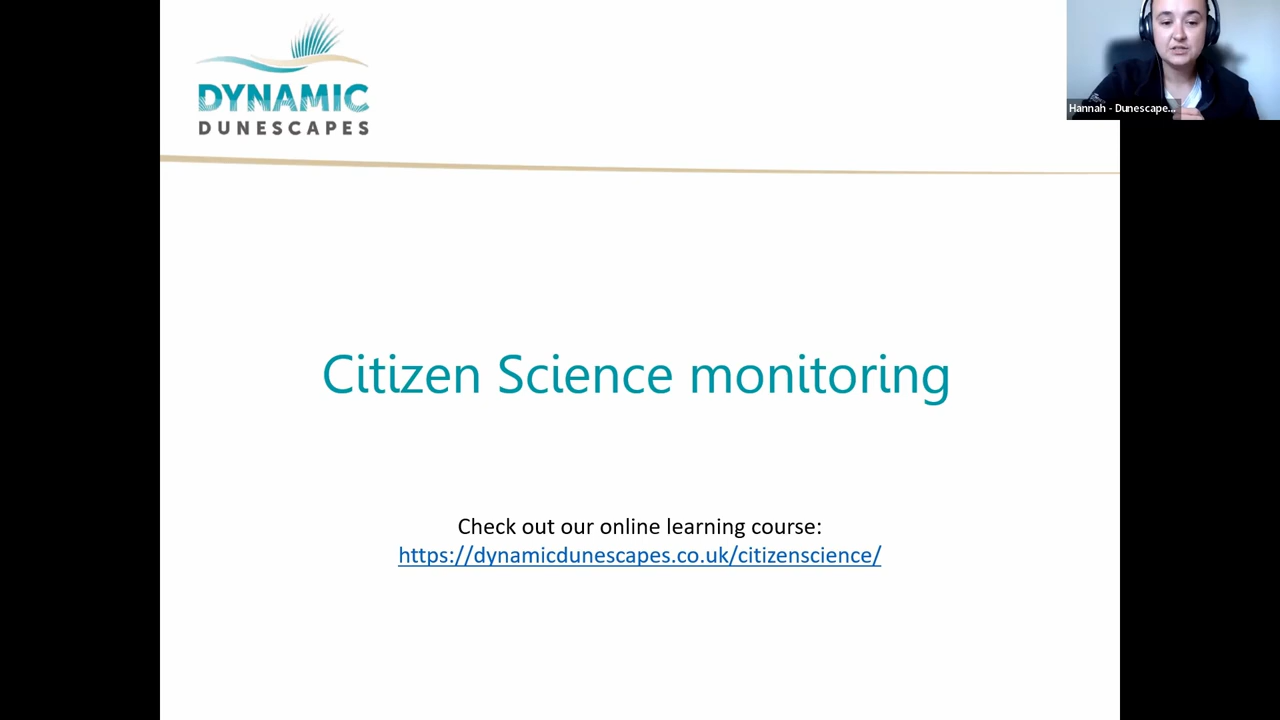 DYNAMIC
DUNESCAPES
Hannah - Dunescape...
Citizen Science monitoring
Check out our online learning course:
https://dynamicdunescapes.co.uk/citizenscience/